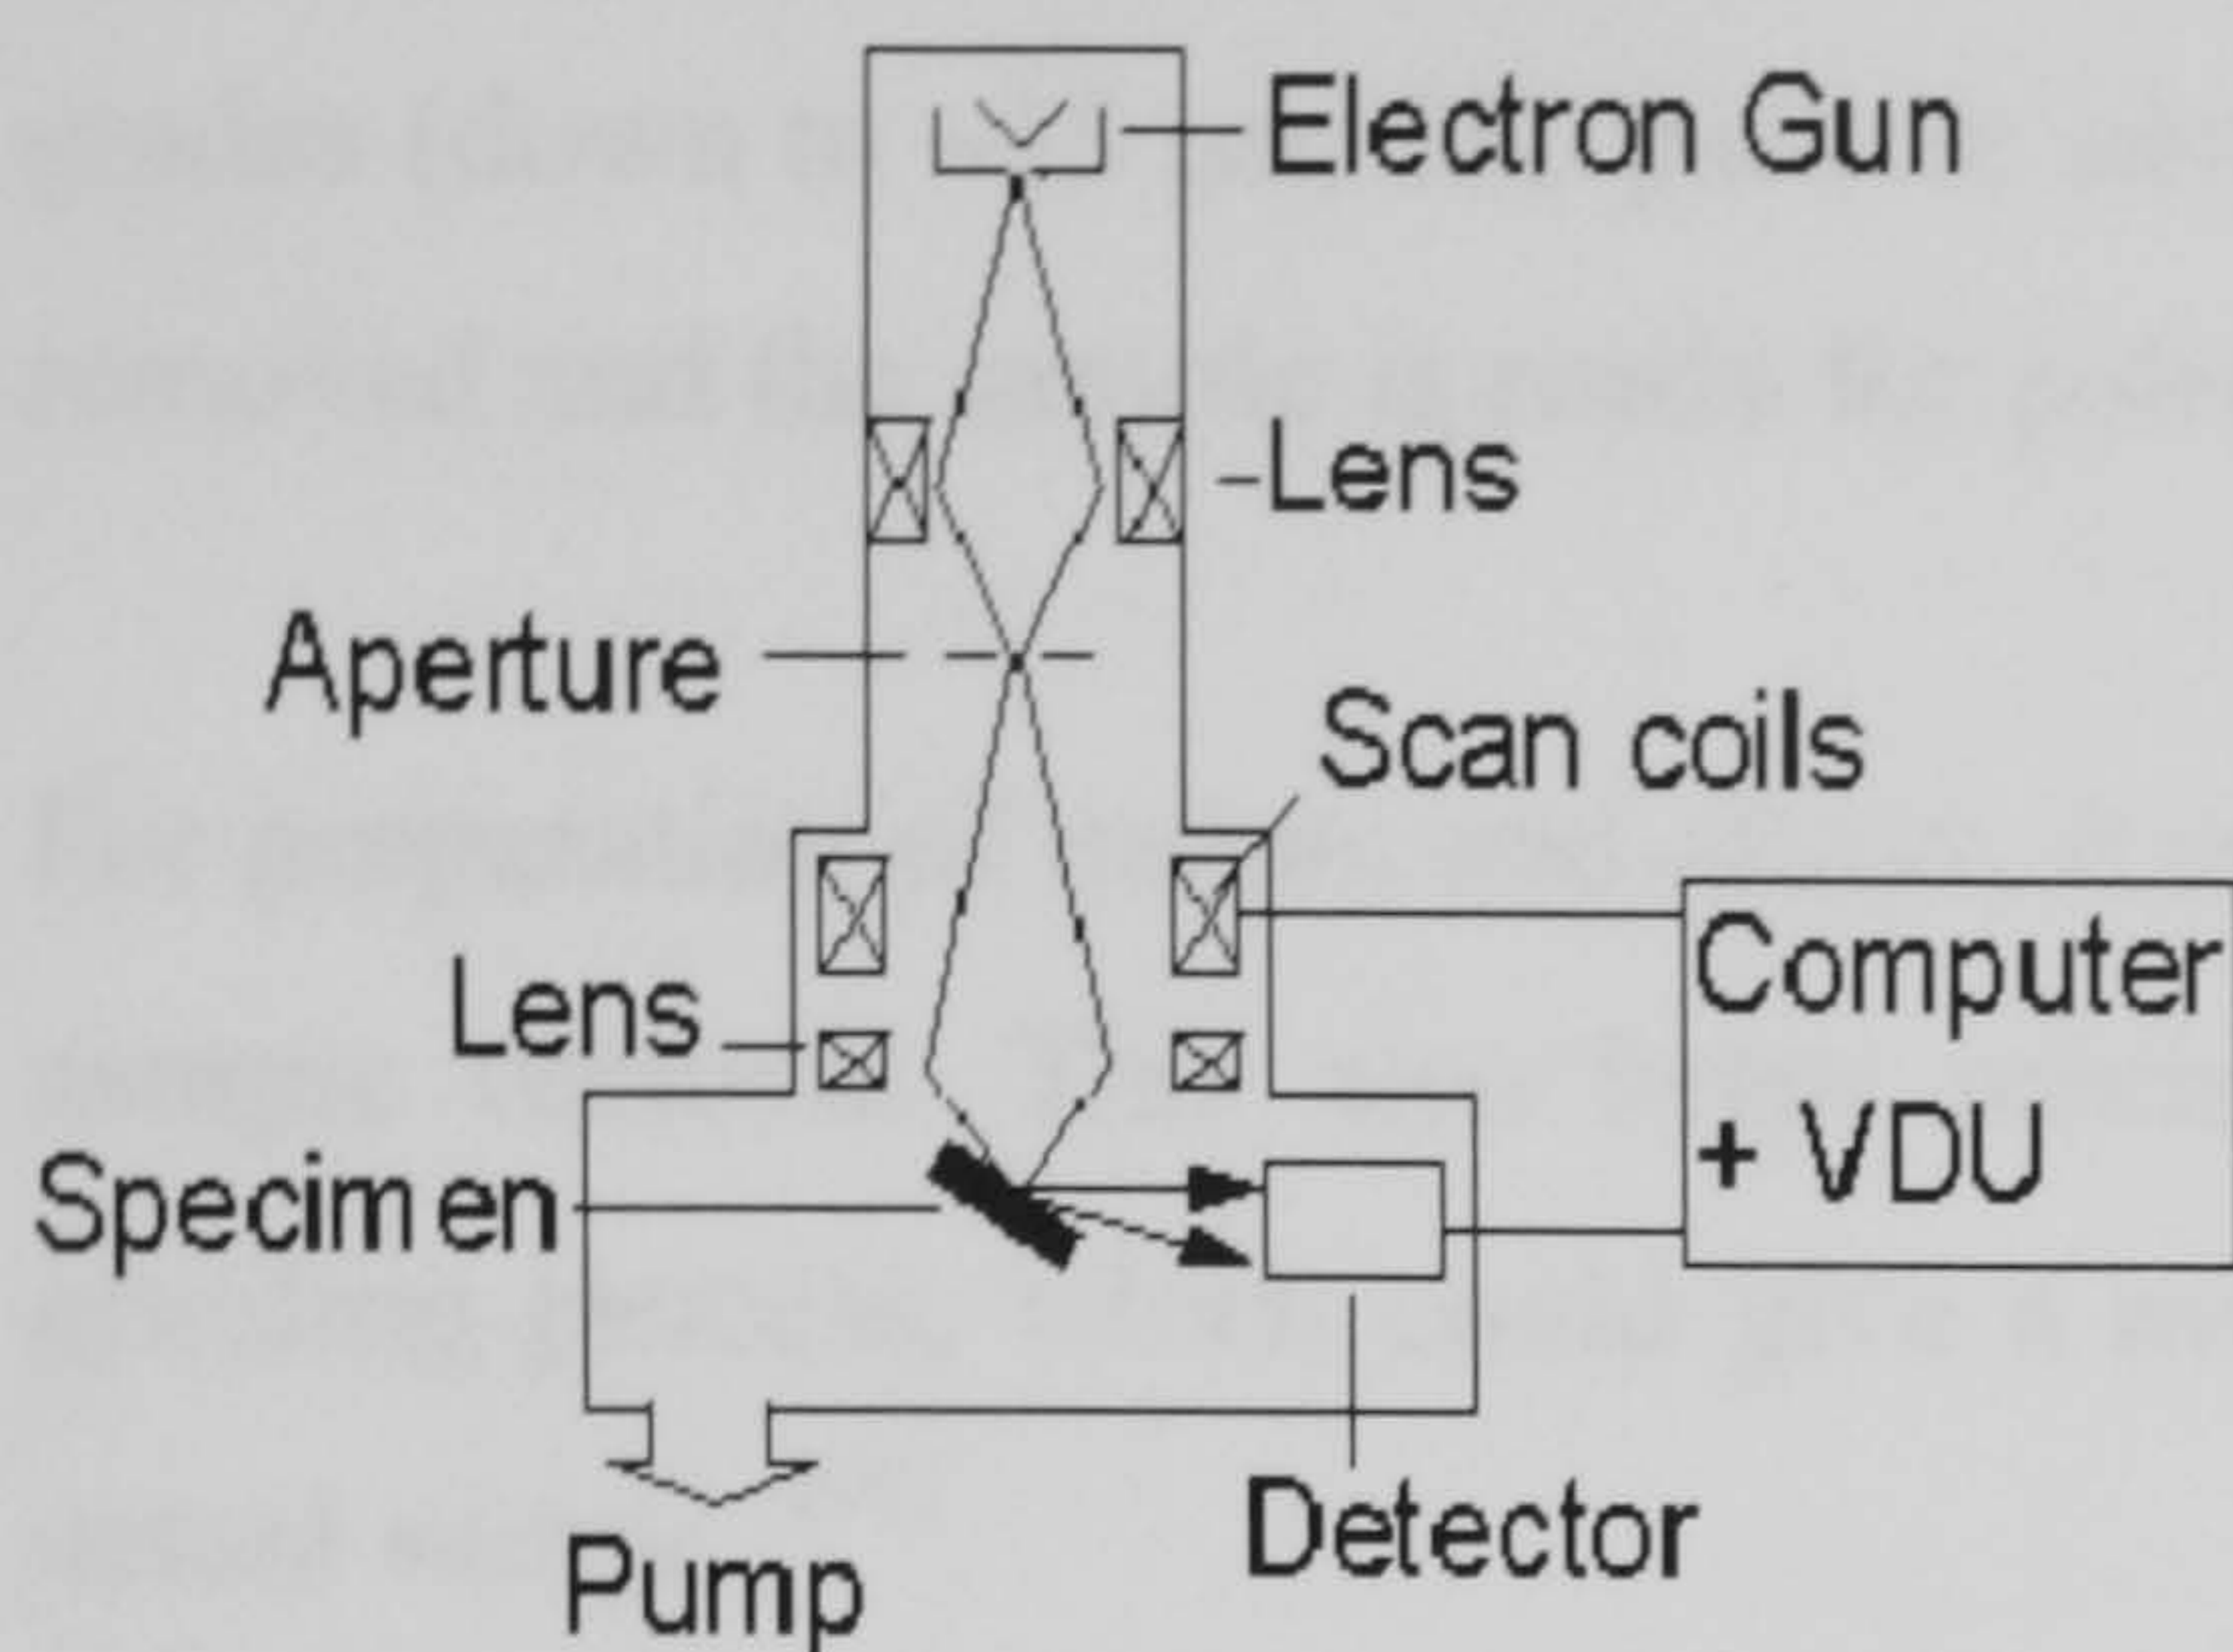 Electron Gun
Lens
Aperture
Scan coils
Computer
+ VDU
Lens
Specimen
Detector
Pump